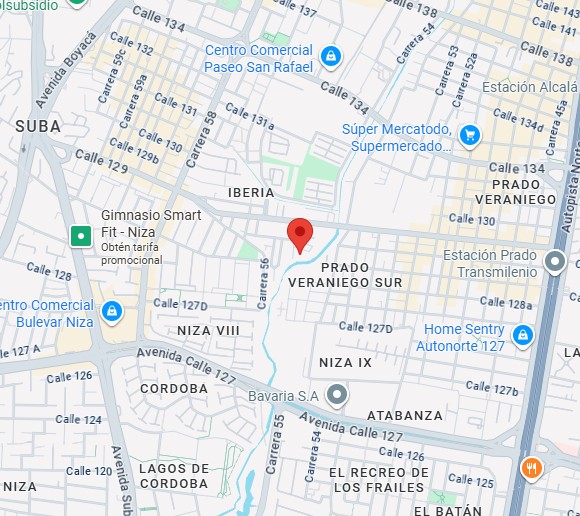 olsubsidio
Calle 134
Calle 138
Carrera 54
Calle 143
Calle 141
Calle 138
Avenida Boyacá
Calle 132
Carrera 59c
Carrera 59a
Centro Comercial
Paseo San Rafael
Carrera 53
Carrera 52a
Estación Alcalá
Carrera 45a
Calle 131
Carrera 58
Calle 134
SUBA
Calle 130
Calle 131a
Súper Mercatodo,
Supermercado...
Calle 134d
Calle 129b
Calle 129
Calle 134
Autopista Norte
IBERIA
PRADO
VERANIEGO
Gimnasio Smart
Fit - Niza
Obtén tarifa
promocional
Calle 130
Estación Prado
Transmilenio
Calle 128
Carrera 56
PRADO
VERANIEGO SUR
Calle 128a
Centro Comercial
Bulevar Niza
Calle 127D
NIZA VIII
Calle 127D
Home Sentry
Autonorte 127
lle 127 A
Avenida Calle 127
NIZA IX
LA
Calle 126
CORDOBA
Bavaria S.A
Calle 127b
Calle 124
ATABANZA
Carrera 55
Avenida Calle 127
Carrera 54
Calle 126
Avenida Suba
Calle 120
LAGOS DE
CORDOBA
EL RECREO DE
LOS FRAILES
Calle 125
NIZA
EL BATÁN